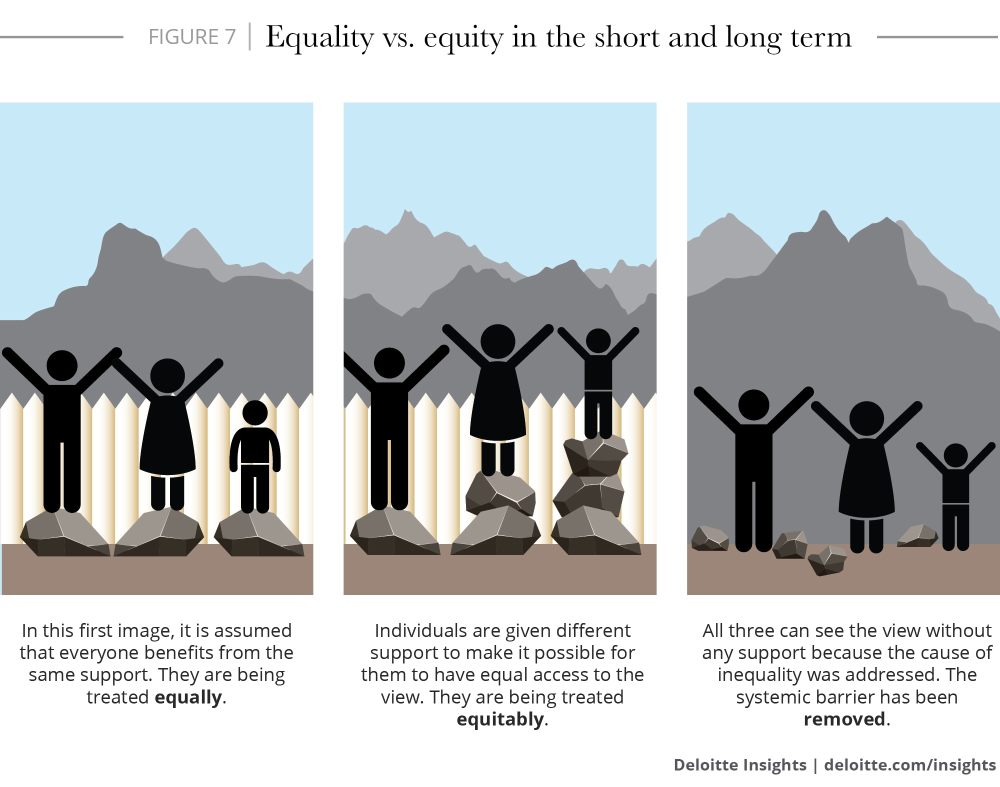 FIGURE 7 | Equality vs. equity in the short and long term
In this first image, it is assumed
that everyone benefits from the
same support. They are being
treated equally.
Individuals are given different
support to make it possible for
them to have equal access to the
view. They are being treated
equitably.
All three can see the view without
any support because the cause of
inequality was addressed. The
systemic barrier has been
removed.
Deloitte Insights | deloitte.com/insights